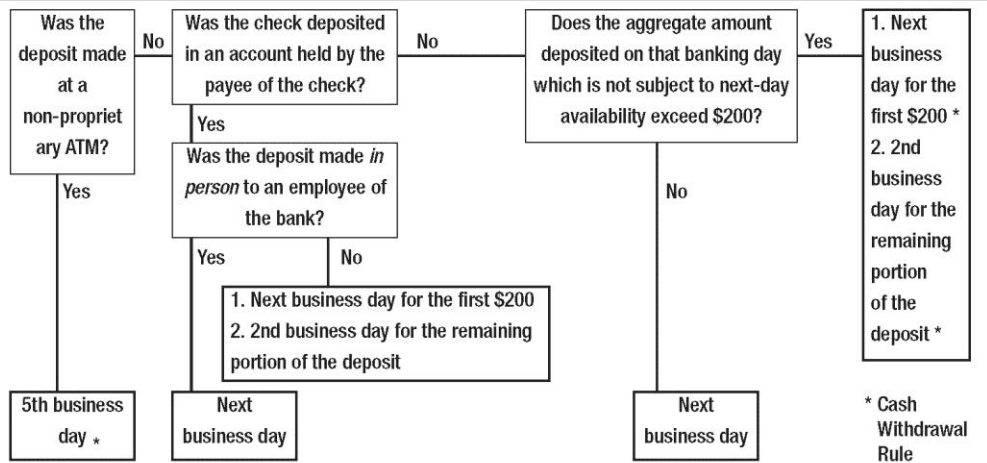 Was the
deposit made
at a
non-propriet
ary ATM?
No
Was the check deposited
in an account held by the
payee of the check?
No
Does the aggregate amount
deposited on that banking day
which is not subject to next-day
availability exceed $200?
Yes
1. Next
business
day for the
first $200 *
2. 2nd
business
day for the
remaining
portion
of the
deposit *
Yes
Was the deposit made in
person to an employee of
the bank?
Yes
No
Yes
No
1. Next business day for the first $200
2. 2nd business day for the remaining
portion of the deposit
5th business
day *
Next
business day
Next
business day
* Cash
Withdrawal
Rule